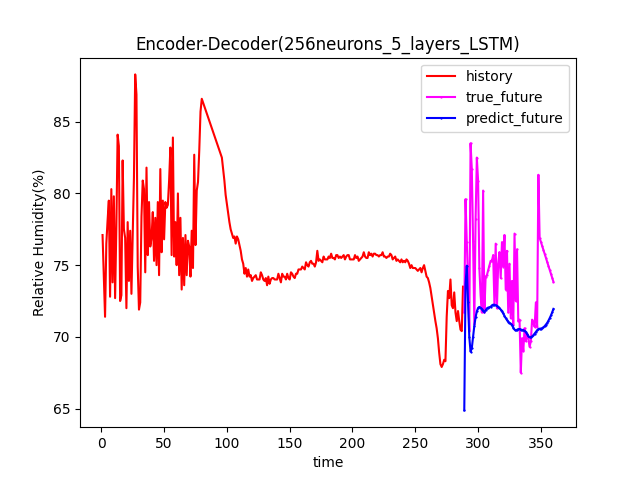 Encoder-Decoder(256neurons_5_layers_LSTM)
history
true_future
predict_future
Relative Humidity(%)
85
80
75
70
65
0
50
100
150
200
250
300
350
time